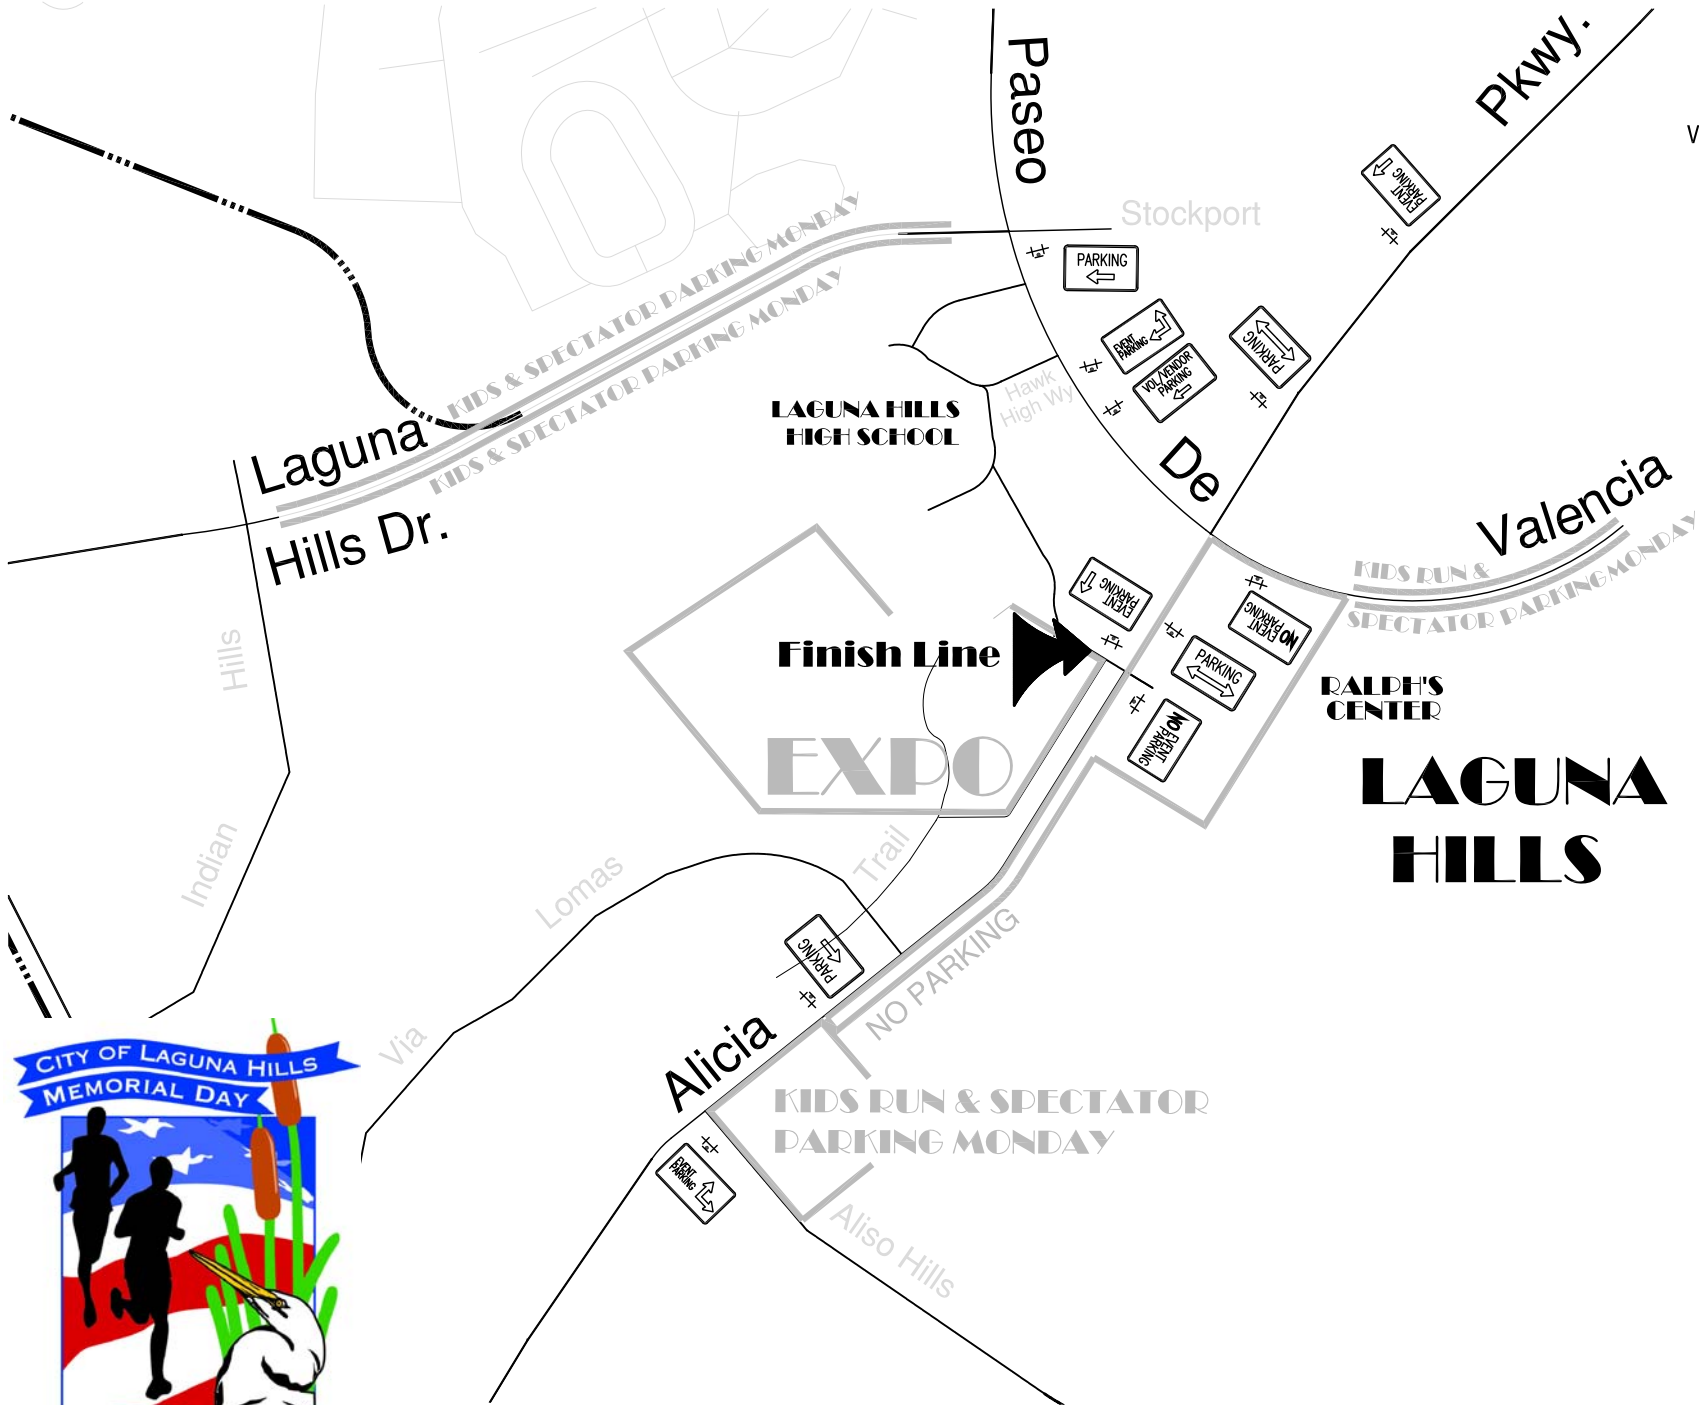 Paseo
Pkwy.
V
EVENT
PARKING
Stockport
PARKING
KIDS & SPECTATOR PARKING MONDAY
KIDS & SPECTATOR PARKING MONDAY
EVENT
PARKING
VOL/VENDOR
PARKING
PARKING
Hawk
High Wy
LAGUNA HILLS
HIGH SCHOOL
Laguna
Hills Dr.
De
Valencia
KIDS RUN &
SPECTATOR PARKING MONDAY
EVENT
PARKING
NO EVENT
PARKING
PARKING
NO EVENT
PARKING
Finish Line
RALPH'S
CENTER
EXPO
LAGUNA
HILLS
Hills
Indian
Lomas
Trail
Via
PARKING
NO PARKING
Alicia
KIDS RUN & SPECTATOR
PARKING MONDAY
EVENT
PARKING
Aliso Hills
CITY OF LAGUNA HILLS
MEMORIAL DAY